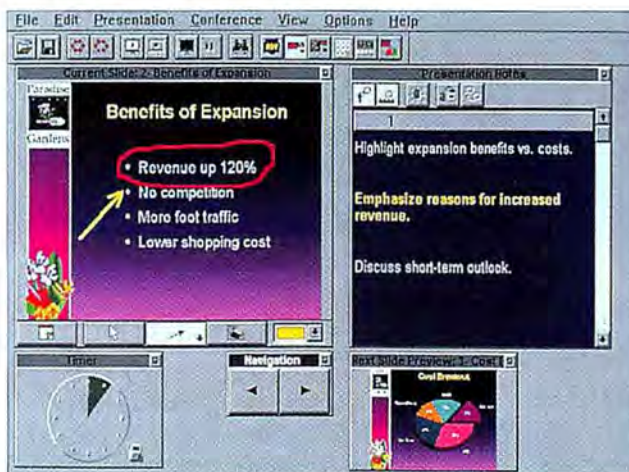 File Edit Presentation Conference View Options Help
Current Slide: 2- Benefits of Expansion
Paradise
Gardens
Benefits of Expansion
• Revenue up 120%
• No competition
• More foot traffic
• Lower shopping cost
Presentation Notes
1
Highlight expansion benefits vs. costs.
Emphasize reasons for increased
revenue.
Discuss short-term outlook.
Timer
Navigation
Next Slide Preview: 3- Cost
Cost Breakout